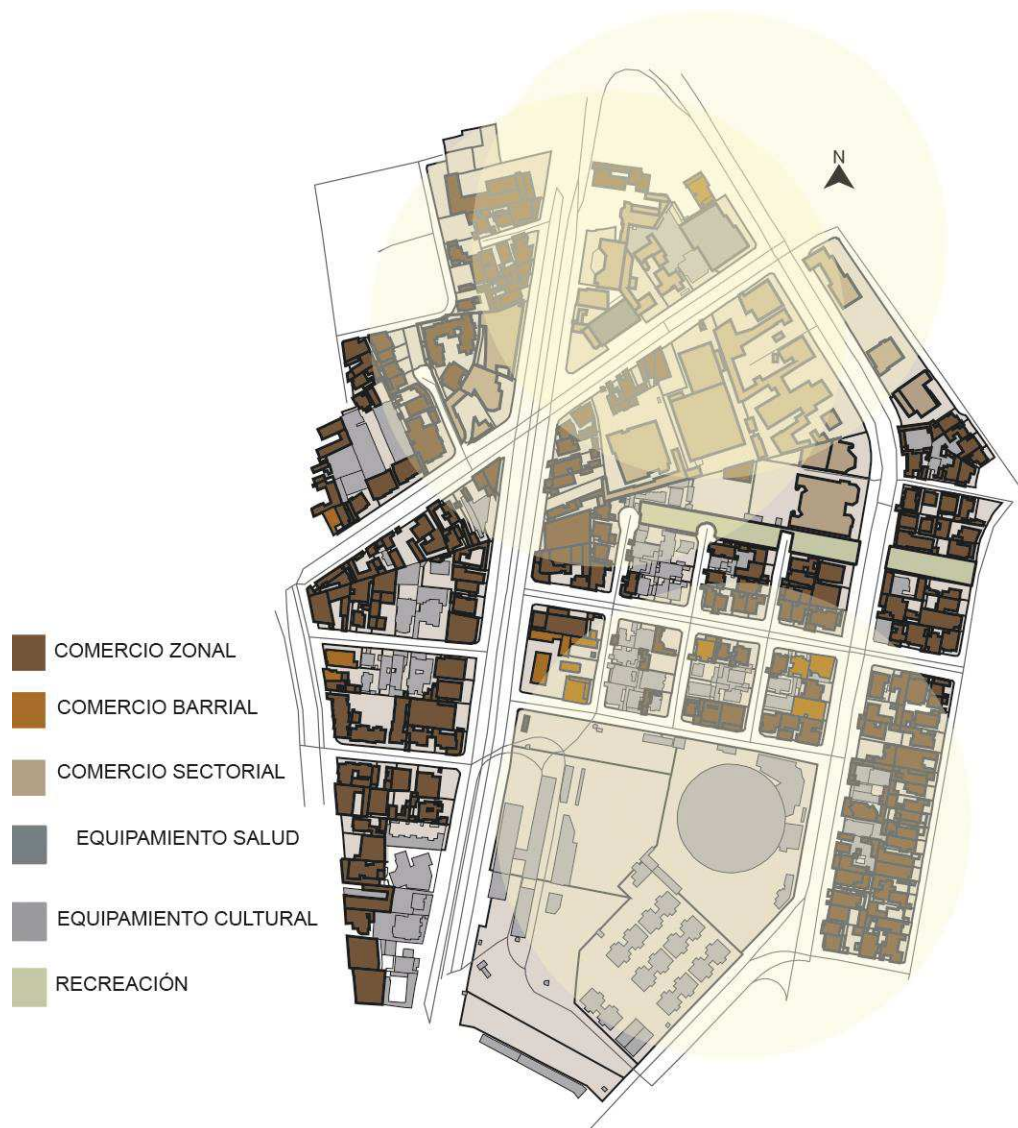 N
COMERCIO ZONAL
COMERCIO BARRIAL
COMERCIO SECTORIAL
EQUIPAMIENTO SALUD
EQUIPAMIENTO CULTURAL
RECREACIÓN